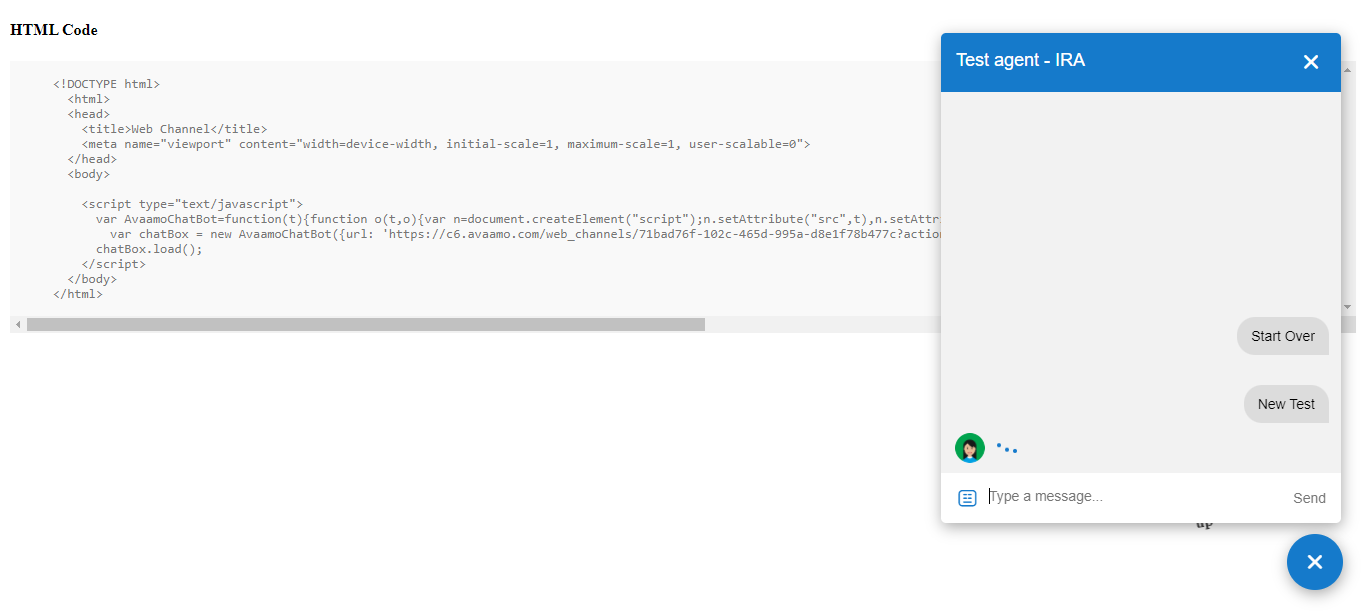 HTML Code
<!DOCTYPE html>
<html>
<head>
<title>Web Channel</title>
<meta name="viewport" content="width=device-width, initial-scale=1, maximum-scale=1, user-scalable=0">
</head>
<body>
<script type="text/javascript">
var AvaamoChatBot=function(t){function o(t,o){var n=document.createElement("script");n.setAttribute("src",t),n.setAttri
var chatBox = new AvaamoChatBot({url: 'https://c6.avaamo.com/web_channels/71bad76f-102c-465d-995a-d8e1f78b477c?action
chatBox.load();
</script>
</body>
</html>
Test agent - IRA
Start Over
New Test
Type a message...
Send
up